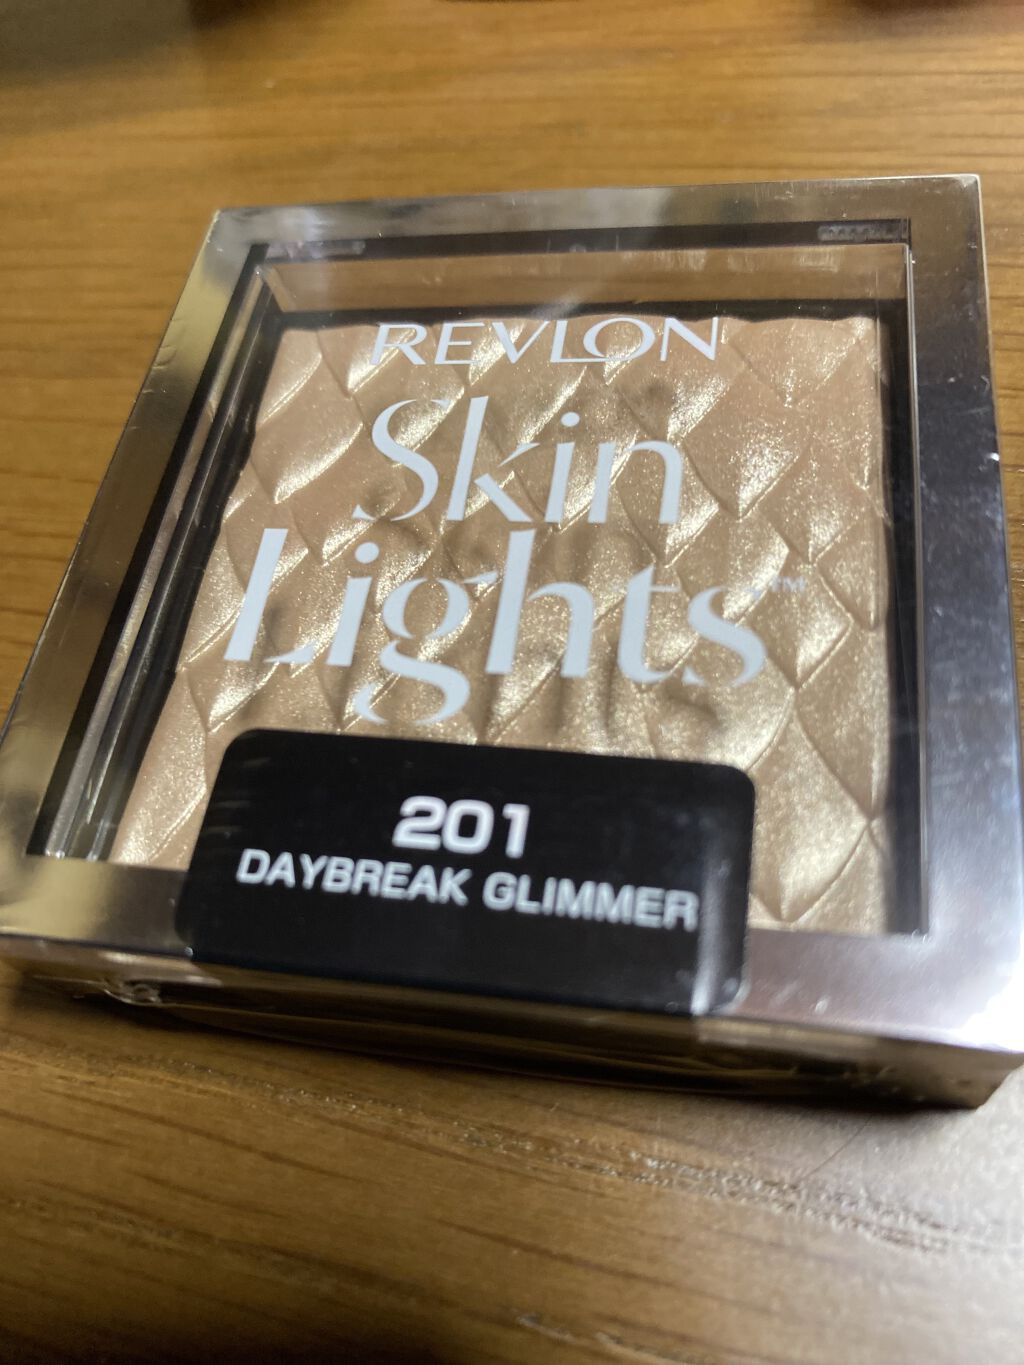 REVLON
Skin
Lights™
201
DAYBREAK GLIMMER